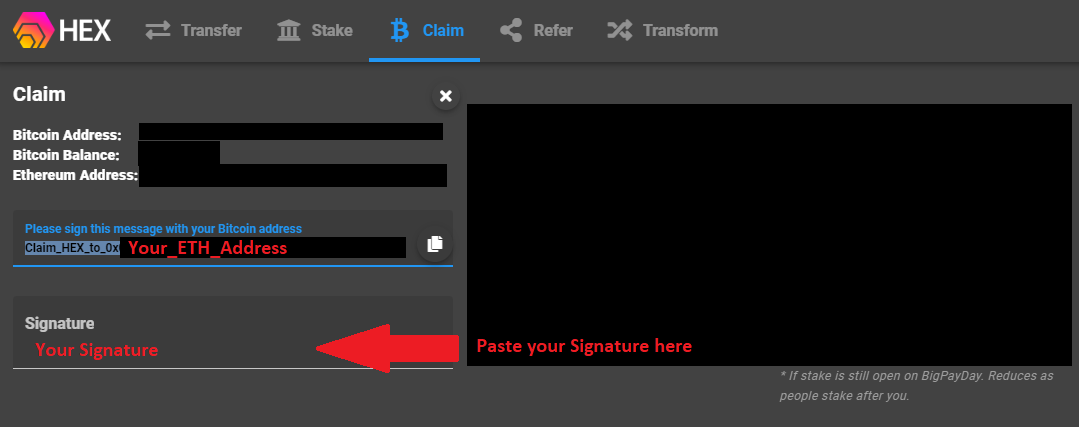 HEX Transfer Stake Claim Refer Transform
Claim
Bitcoin Address:
Bitcoin Balance:
Ethereum Address:
Please sign this message with your Bitcoin address
Claim_HEX_to_0x Your_ETH_Address
Signature
Your Signature
Paste your Signature here
* If stake is still open on BigPayDay. Reduces as
people stake after you.